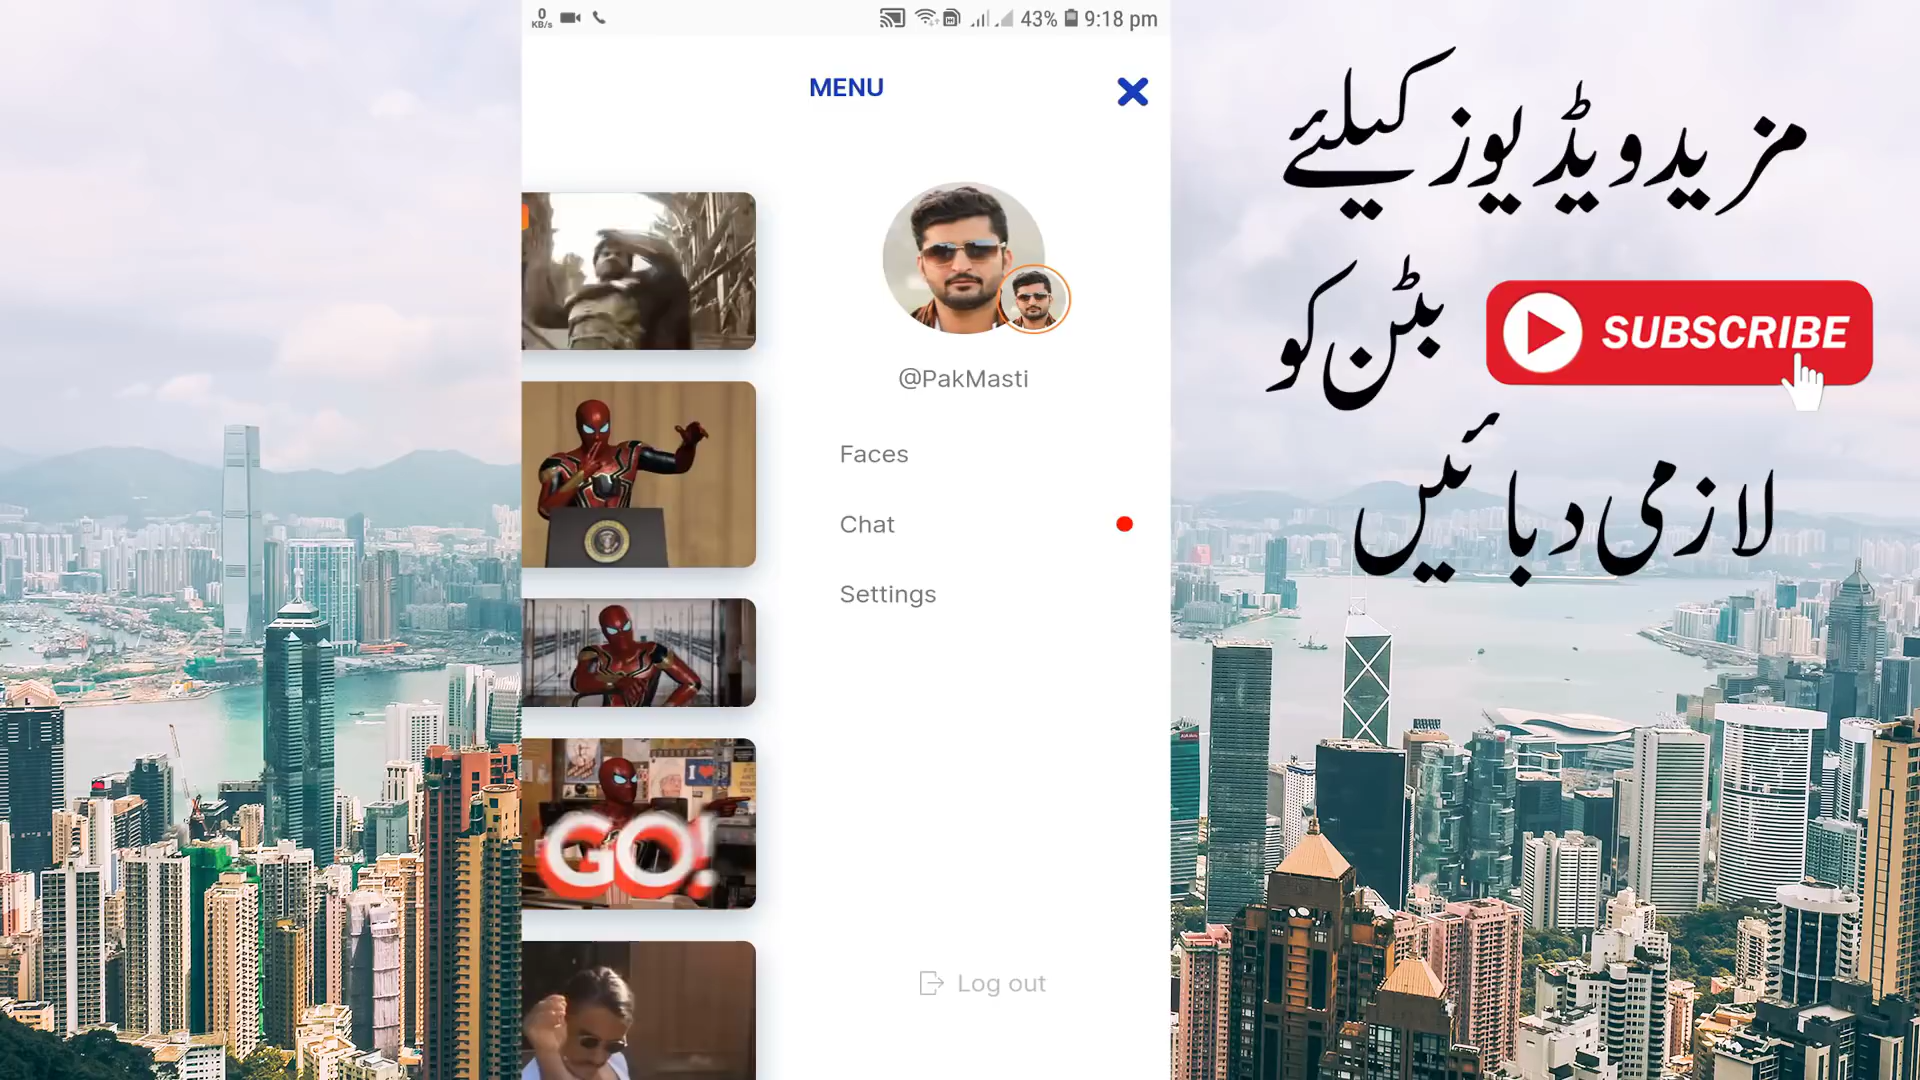 0
KB/s
43% 9:18 pm
MENU
@PakMasti
Faces
Chat
Settings
GO!
Log out
مزید ویڈیوز کیلئے
SUBSCRIBE بٹن کو
لازمی دبائیں